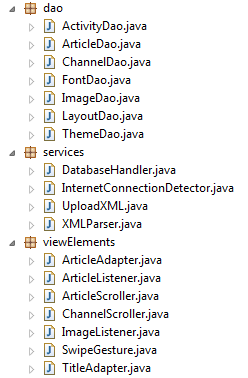 dao
ActivityDao.java
ArticleDao.java
ChannelDao.java
FontDao.java
ImageDao.java
LayoutDao.java
ThemeDao.java
services
DatabaseHandler.java
InternetConnectionDetector.java
UploadXML.java
XMLParser.java
viewElements
ArticleAdapter.java
ArticleListener.java
ArticleScroller.java
ChannelScroller.java
ImageListener.java
SwipeGesture.java
TitleAdapter.java